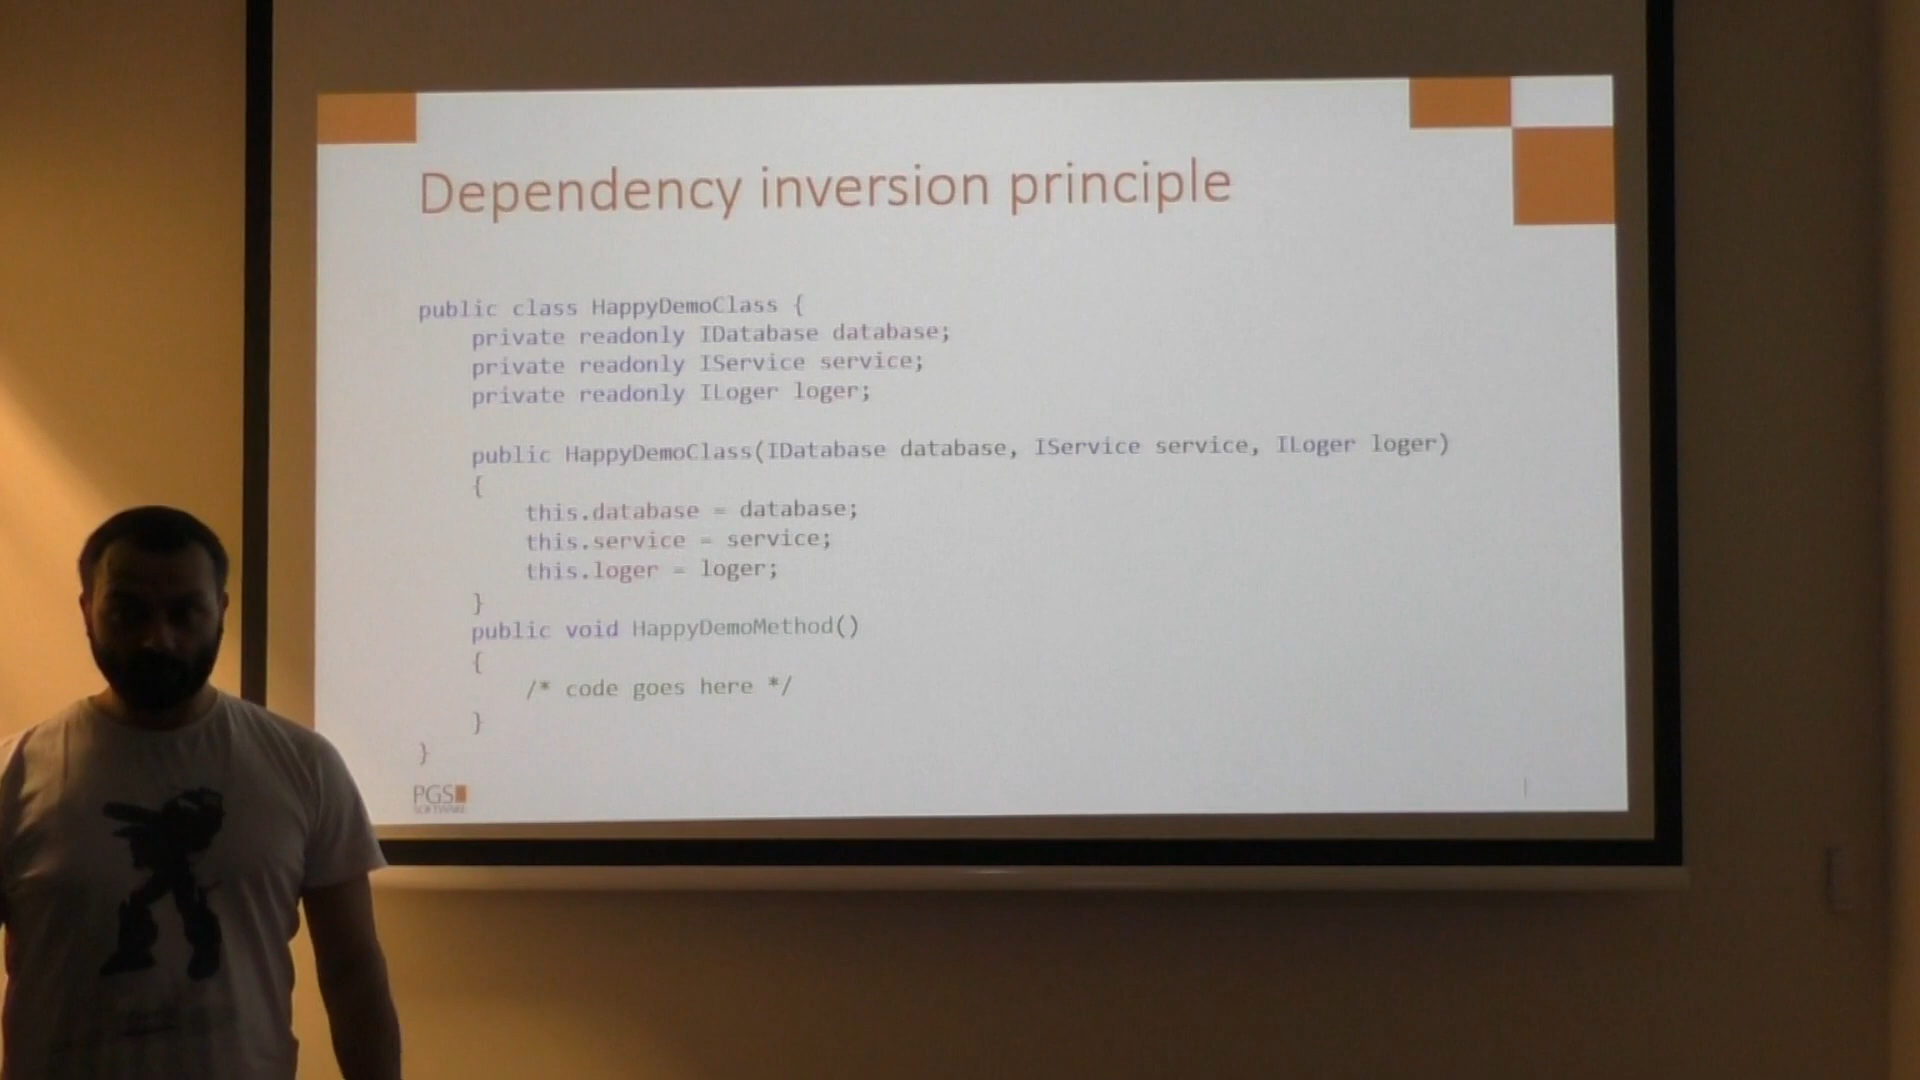 Dependency inversion principle
public class HappyDemoClass {
private readonly IDatabase database;
private readonly IService service;
private readonly ILoger loger;
public HappyDemoClass(IDatabase database, IService service, ILoger loger)
{
this.database = database;
this.service = service;
this.loger = loger;
}
public void HappyDemoMethod()
{
/* code goes here */
}
}
PGS
SOFTWARE